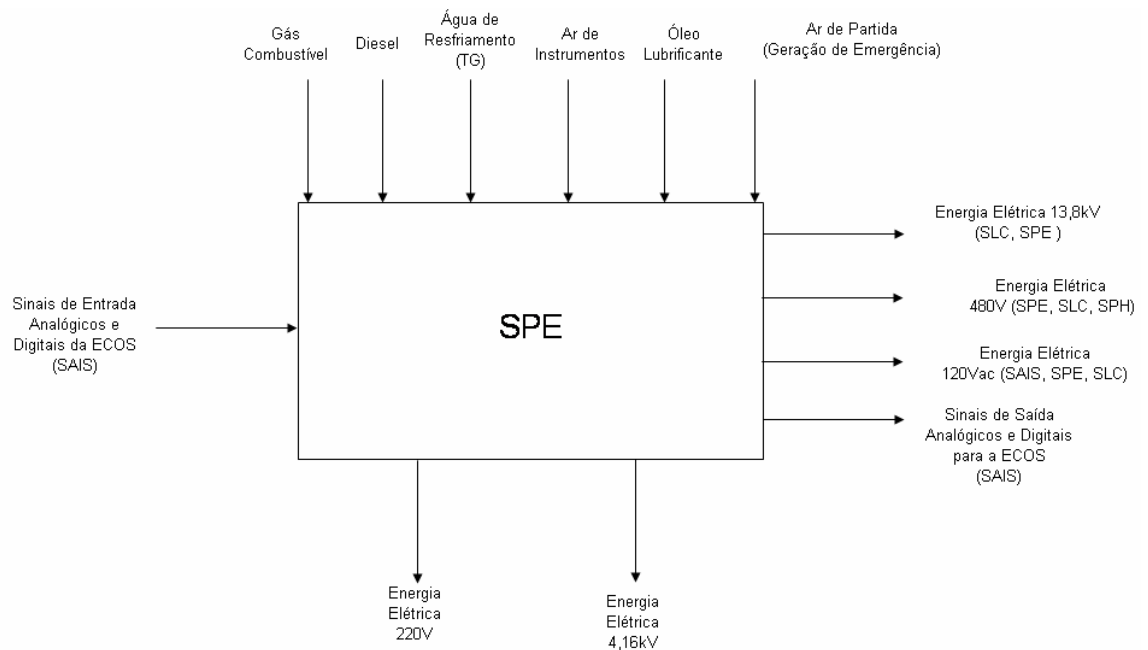 Gás
Combustível
Diesel
Água de
Resfriamento
(TG)
Ar de
Instrumentos
Óleo
Lubrificante
Ar de Partida
(Geração de Emergência)
Sinais de Entrada
Analógicos e
Digitais da ECOS
(SAIS)
SPE
Energia Elétrica 13,8kV
(SLC, SPE )
Energia Elétrica
480V (SPE, SLC, SPH)
Energia Elétrica
120Vac (SAIS, SPE, SLC)
Sinais de Saída
Analógicos e Digitais
para a ECOS
(SAIS)
Energia
Elétrica
220V
Energia
Elétrica
4,16kV